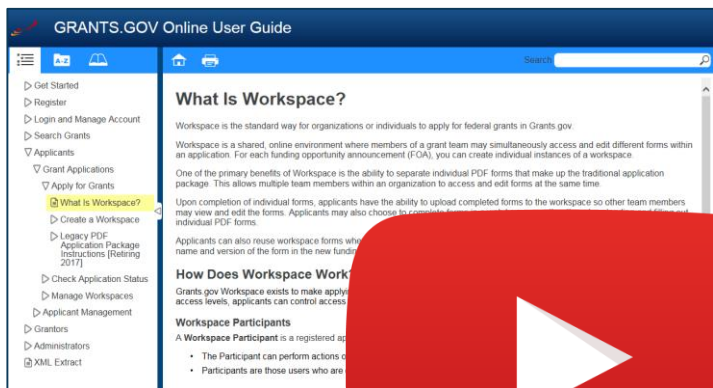 GRANTS.GOV Online User Guide
A-Z
Search
Get Started
Register
Login and Manage Account
Search Grants
Applicants
Grant Applications
Apply for Grants
What Is Workspace?
Create a Workspace
Legacy PDF
Application Package
Instructions [Retiring
2017]
Check Application Status
Manage Workspaces
Applicant Management
Grantors
Administrators
XML Extract
What Is Workspace?
Workspace is the standard way for organizations or individuals to apply for federal grants in Grants.gov.
Workspace is a shared, online environment where members of a grant team may simultaneously access and edit different forms within
an application. For each funding opportunity announcement (FOA), you can create individual instances of a workspace.
One of the primary benefits of Workspace is the ability to separate individual PDF forms that make up the traditional application
package. This allows multiple team members within an organization to access and edit forms at the same time.
Upon completion of individual forms, applicants have the ability to upload completed forms to the workspace so other team members
may view and edit the forms. Applicants may also choose to complete forms
individual PDF forms.
Applicants can also reuse workspace forms
name and version of the form in the new
How Does Workspace Work
Grants.gov Workspace exists to make
access levels, applicants can control access
Workspace Participants
A Workspace Participant is a registered
• The Participant can perform actions
• Participants are those users who are